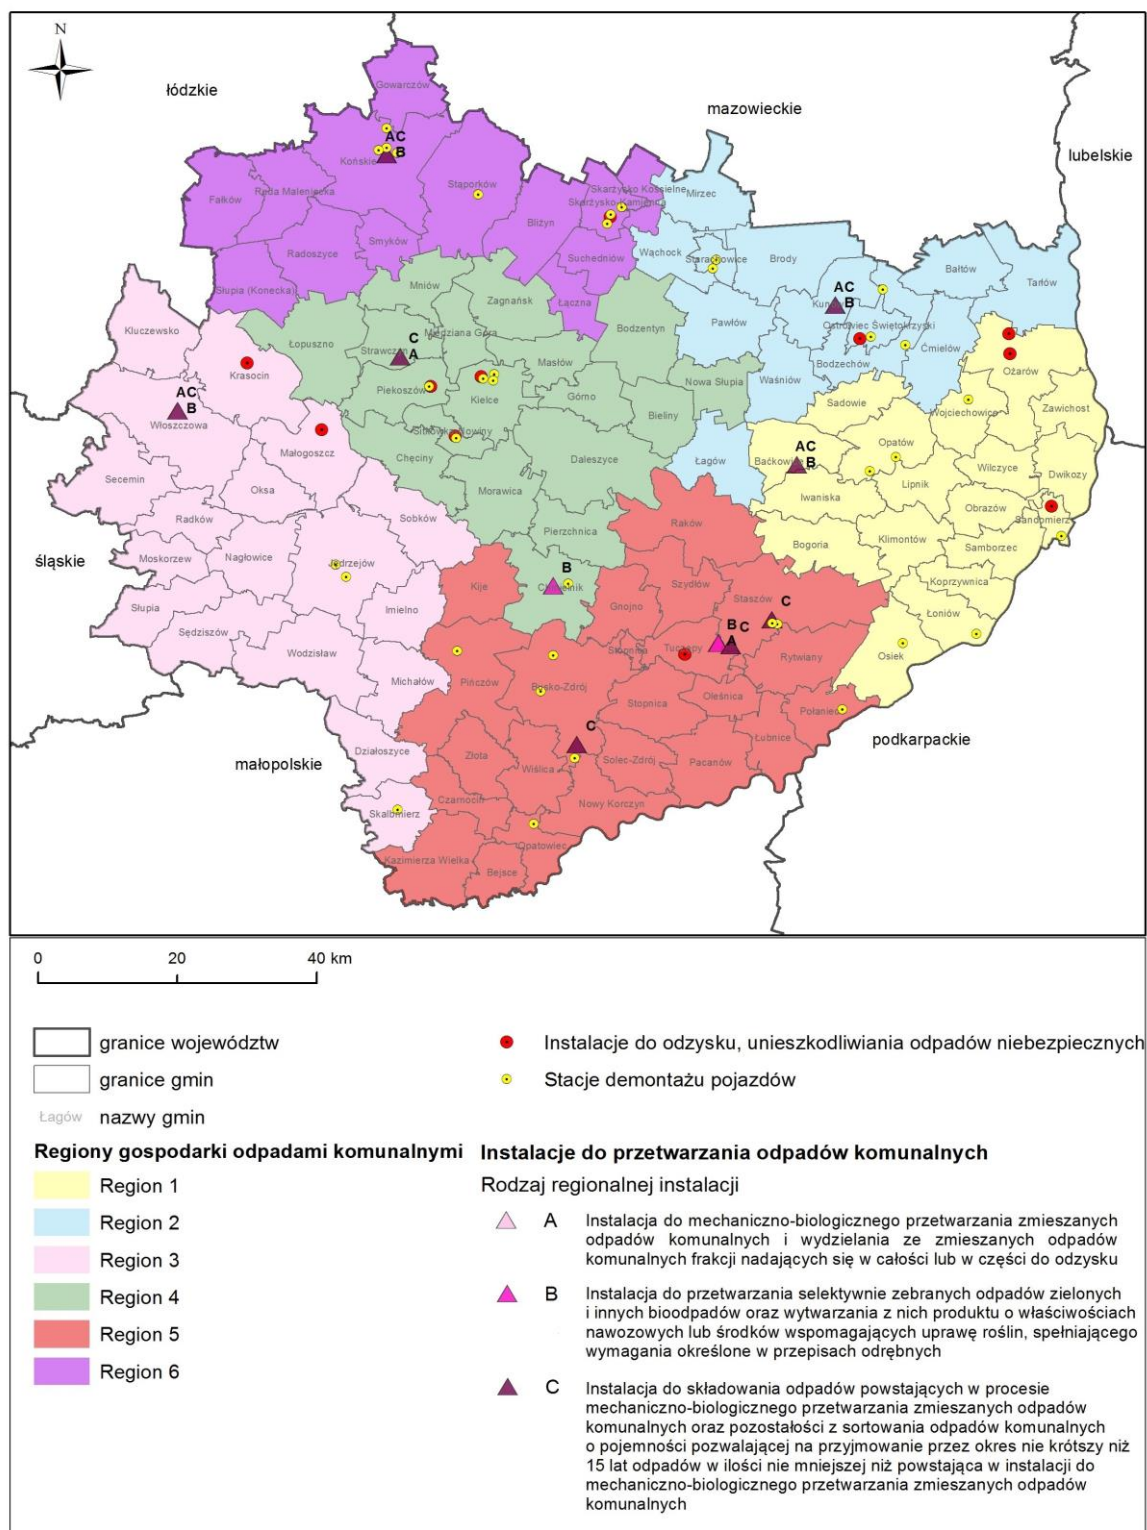 N
łódzkie
mazowieckie
lubelskie
Gowarczów
AC
B
Końskie
Fałków
Ruda Maleniecka
Stąporków
Skarżysko Kościelne
Skarżysko-Kamienna
Mirzec
Radoszyce
Smyków
Bliżyn
Suchedniów
Wąchock
Starachowice
Brody
Bałtów
Tarłów
Słupia (Konecka)
Mniów
Zagnańsk
Łączna
AC
B
Kunów
Kluczewsko
Łopuszno
C
A
Strawczyn
Miedziana Góra
Bodzentyn
Pawłów
Ostrowiec Świętokrzyski
Ćmielów
Krasocin
Masłów
Bodzechów
Ożarów
AC
B
Włoszczowa
Piekoszów
Kielce
Górno
Nowa Słupia
Waśniów
Sadowie
Wojciechowice
Zawichost
Bieliny
Małogoszcz
Sitkówka-Nowiny
Chęciny
Daleszyce
Łagów
AC
B
Baćkowice
Opatów
Lipnik
Wilczyce
Dwikozy
Secemin
Oksa
Morawica
Iwaniska
Obrazów
Sandomierz
Radków
Sobków
Pierzchnica
Raków
Bogoria
Klimontów
Samborzec
śląskie
Moskorzew
Nagłowice
Jędrzejów
B
Chmielnik
Kije
Szydłów
Staszów
Koprzywnica
Słupia
Imielno
Gnojno
C
Łoniów
Sędziszów
Wodzisław
B C
A
Tuczępy
Stopnica
Rytwiany
Osiek
Michałów
Pińczów
Busko-Zdrój
Stopnica
Oleśnica
Połaniec
C
Łubnice
podkarpackie
małopolskie
Działoszyce
Złota
Wiślica
Solec-Zdrój
Pacanów
Skalbmierz
Czarnocin
Nowy Korczyn
Kazimierza Wielka
Opatowiec
Bejsce
0 20 40 km
granice województw
granice gmin
Łagów nazwy gmin
Regiony gospodarki odpadami komunalnymi
Region 1
Region 2
Region 3
Region 4
Region 5
Region 6
Instalacje do odzysku, unieszkodliwiania odpadów niebezpiecznych
Stacje demontażu pojazdów
Instalacje do przetwarzania odpadów komunalnych
Rodzaj regionalnej instalacji
A Instalacja do mechaniczno-biologicznego przetwarzania zmieszanych
odpadów komunalnych i wydzielania ze zmieszanych odpadów
komunalnych frakcji nadających się w całości lub w części do odzysku
B Instalacja do przetwarzania selektywnie zebranych odpadów zielonych
i innych bioodpadów oraz wytwarzania z nich produktu o właściwościach
nawozowych lub środków wspomagających uprawę roślin, spełniającego
wymagania określone w przepisach odrębnych
C Instalacja do składowania odpadów powstających w procesie
mechaniczno-biologicznego przetwarzania zmieszanych odpadów
komunalnych oraz pozostałości z sortowania odpadów komunalnych
o pojemności pozwalającej na przyjmowanie przez okres nie krótszy niż
15 lat odpadów w ilości nie mniejszej niż powstająca w instalacji do
mechaniczno-biologicznego przetwarzania zmieszanych odpadów
komunalnych